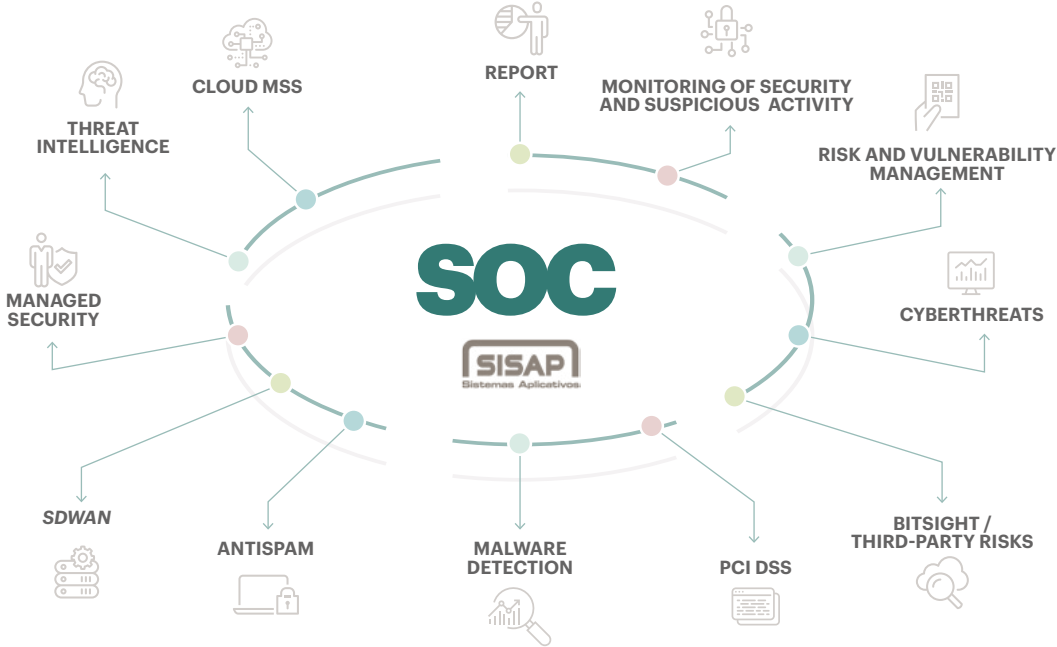 REPORT
CLOUD MSS
MONITORING OF SECURITY
AND SUSPICIOUS ACTIVITY
THREAT
INTELLIGENCE
RISK AND VULNERABILITY
MANAGEMENT
SOC
MANAGED
SECURITY
CYBERTHREATS
SISAP
Sistemas Aplicativos
SDWAN
ANTISPAM
MALWARE
DETECTION
PCI DSS
BITSIGHT /
THIRD-PARTY RISKS